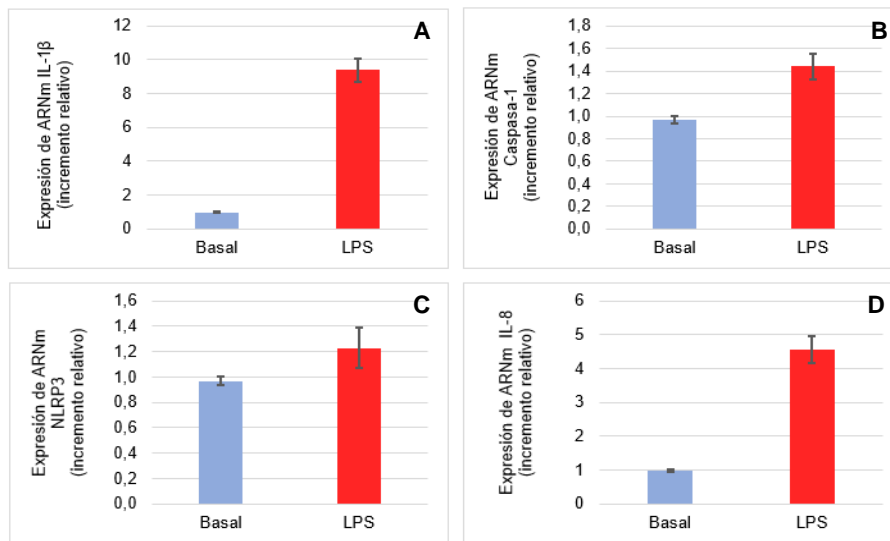 A
Expresión de ARNm IL-1β
(incremento relativo)
12
10
8
6
4
2
0
Basal
LPS
B
Expresión de ARNm
Caspasa-1
(incremento relativo)
1,8
1,6
1,4
1,2
1,0
0,8
0,6
0,4
0,2
0,0
Basal
LPS
C
Expresión de ARNm
NLRP3
(incremento relativo)
1,6
1,4
1,2
1,0
0,8
0,6
0,4
0,2
0,0
Basal
LPS
D
Expresión de ARNm IL-8
(incremento relativo)
6
5
4
3
2
1
0
Basal
LPS